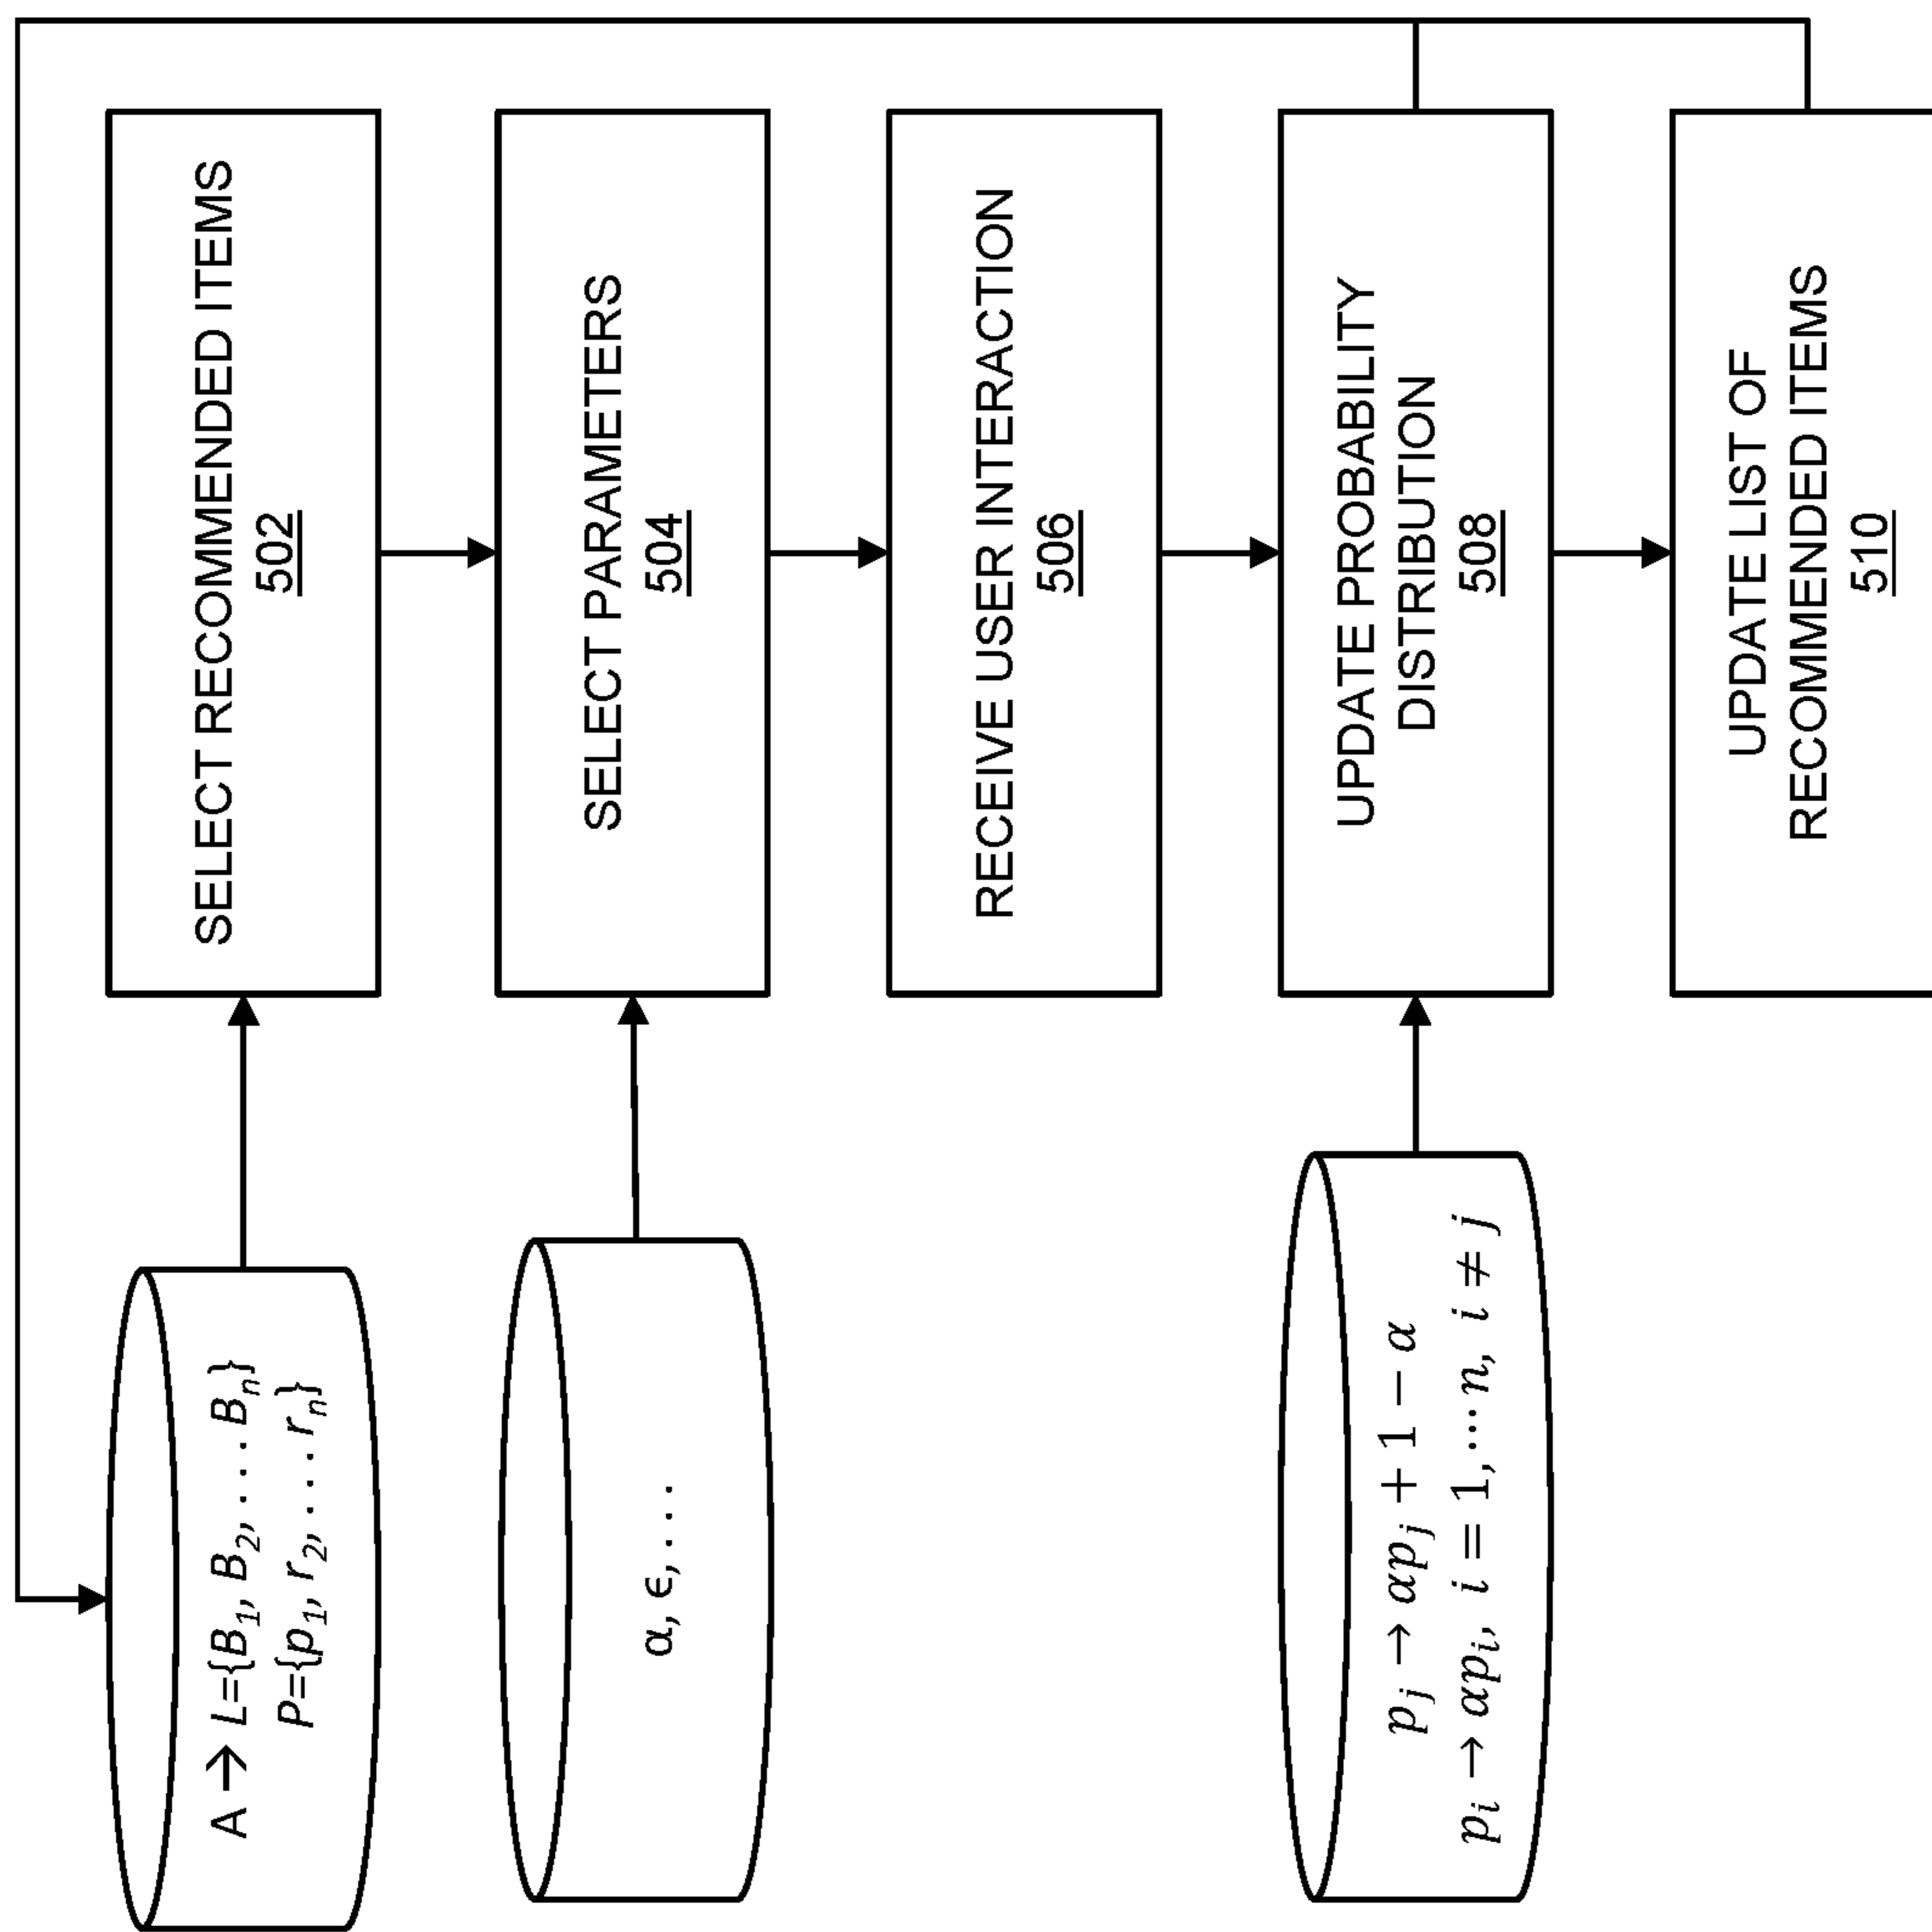 A → L={B1, B2, . . . Bn}
P={p1, r2, . . . . rn}
SELECT RECOMMENDED ITEMS
502
α, ϵ, . . .
SELECT PARAMETERS
504
RECEIVE USER INTERACTION
506
pj → αpj + 1 − α
pi → αpi, i = 1, ⋯ n, i ≠ j
UPDATE PROBABILITY
DISTRIBUTION
508
UPDATE LIST OF
RECOMMENDED ITEMS
510